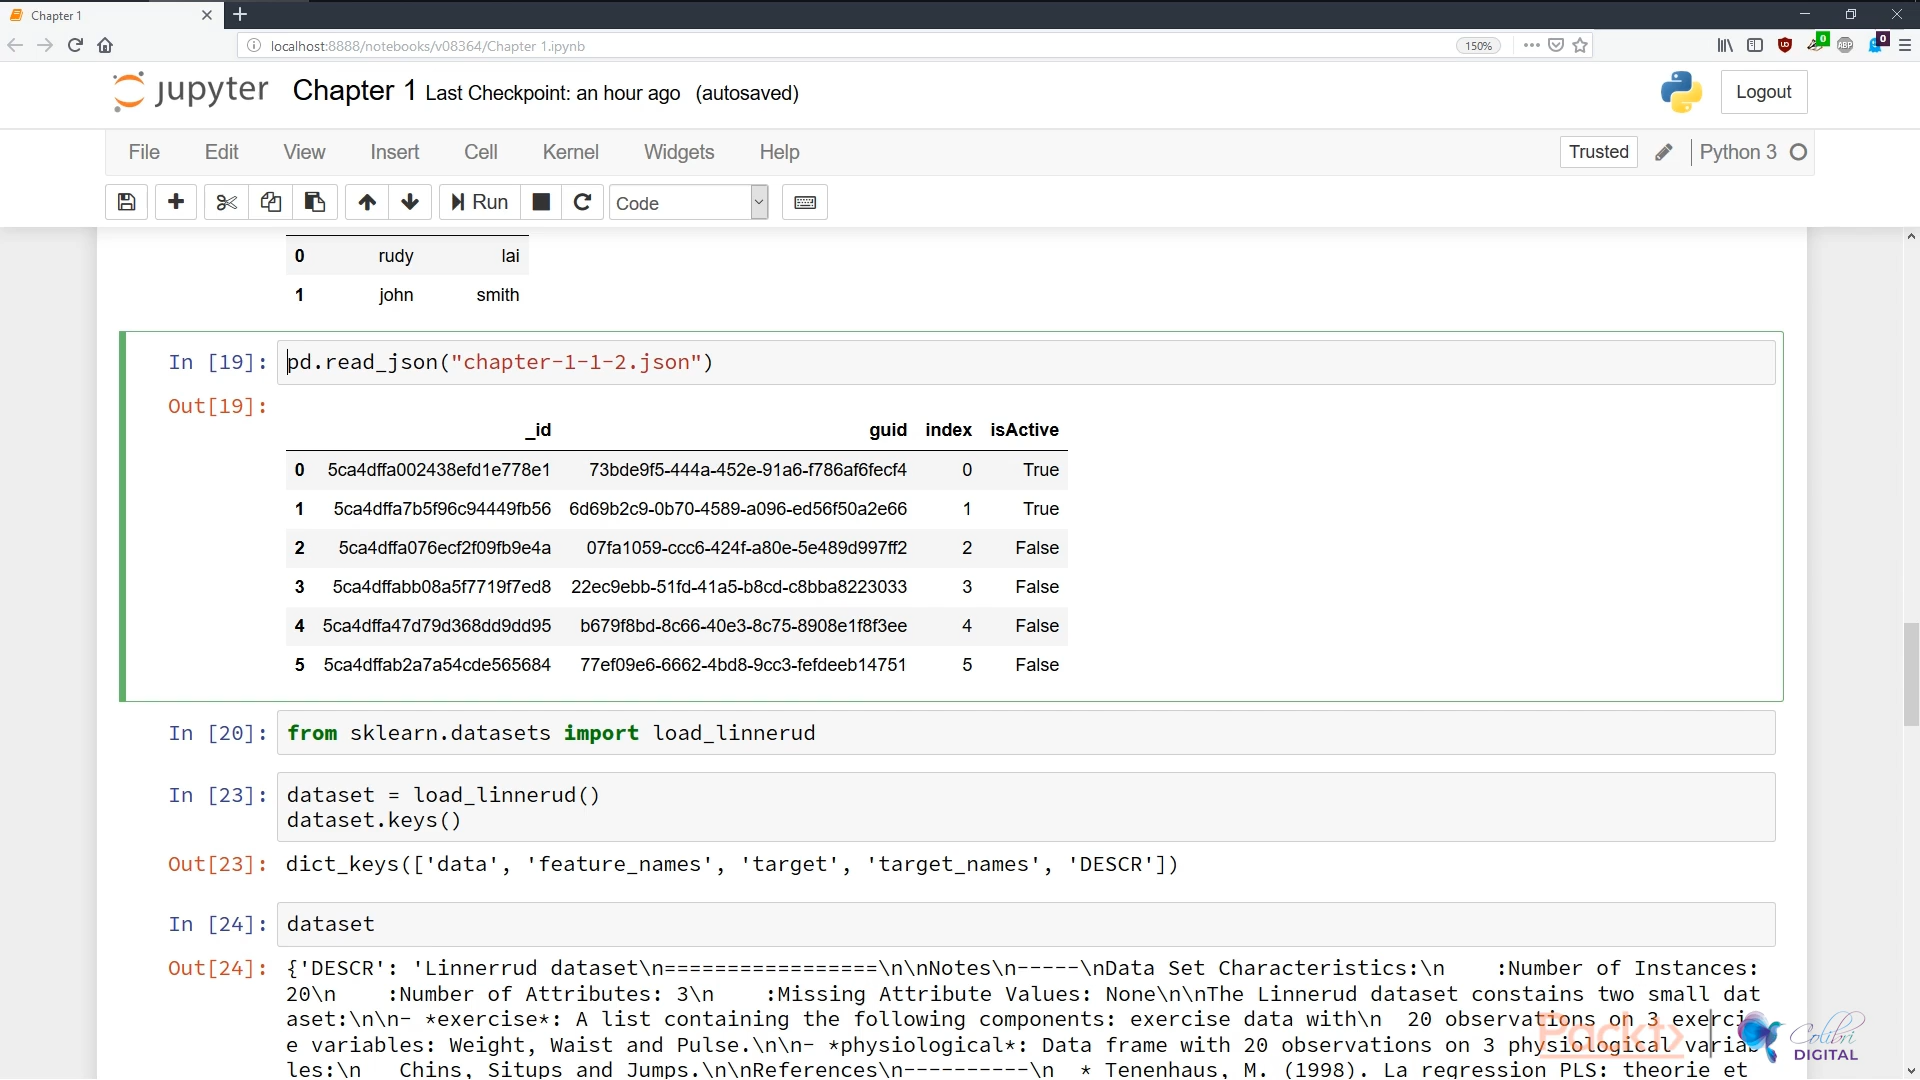 Chapter 1
localhost:8888/notebooks/v08364/Chapter 1.ipynb
150%
0
ABP
0
jupyter Chapter 1 Last Checkpoint: an hour ago (autosaved)
Logout
File Edit View Insert Cell Kernel Widgets Help
Trusted Python 3
Run Code
0 rudy lai
1 john smith
In [19]: pd.read_json("chapter-1-1-2.json")
Out[19]:
_id guid index isActive
0 5ca4dffa002438efd1e778e1 73bde9f5-444a-452e-91a6-f786af6fecf4 0 True
1 5ca4dffa7b5f96c94449fb56 6d69b2c9-0b70-4589-a096-ed56f50a2e66 1 True
2 5ca4dffa076ecf2f09fb9e4a 07fa1059-ccc6-424f-a80e-5e489d997ff2 2 False
3 5ca4dffabb08a5f7719f7ed8 22ec9ebb-51fd-41a5-b8cd-c8bba8223033 3 False
4 5ca4dffa47d79d368dd9dd95 b679f8bd-8c66-40e3-8c75-8908e1f8f3ee 4 False
5 5ca4dffab2a7a54cde565684 77ef09e6-6662-4bd8-9cc3-fefdeeb14751 5 False
In [20]: from sklearn.datasets import load_linnerud
In [23]: dataset = load_linnerud()
dataset.keys()
Out[23]: dict_keys(['data', 'feature_names', 'target', 'target_names', 'DESCR'])
In [24]: dataset
Out[24]: {'DESCR': 'Linnerrud dataset\n=================\n\nNotes\n-----\nData Set Characteristics:\n    :Number of Instances:
20\n    :Number of Attributes: 3\n    :Missing Attribute Values: None\n\nThe Linnerud dataset constains two small dat
aset:\n\n- *exercise*: A list containing the following components: exercise data with\n  20 observations on 3 exercis
e variables: Weight, Waist and Pulse.\n\n- *physiological*: Data frame with 20 observations on 3 physiological variab
les:\n   Chins, Situps and Jumps.\n\nReferences\n----------\n  * Tenenhaus, M. (1998). La regression PLS: theorie et
Packt>
Colibri
DIGITAL